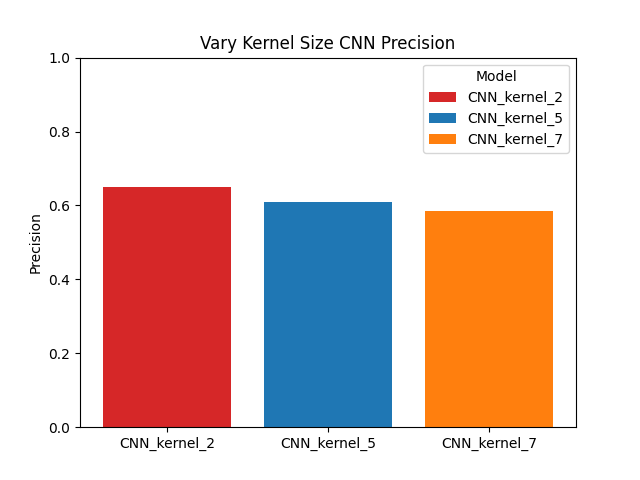 Vary Kernel Size CNN Precision
Model
CNN_kernel_2
CNN_kernel_5
CNN_kernel_7
Precision
1.0
0.8
0.6
0.4
0.2
0.0
CNN_kernel_2
CNN_kernel_5
CNN_kernel_7